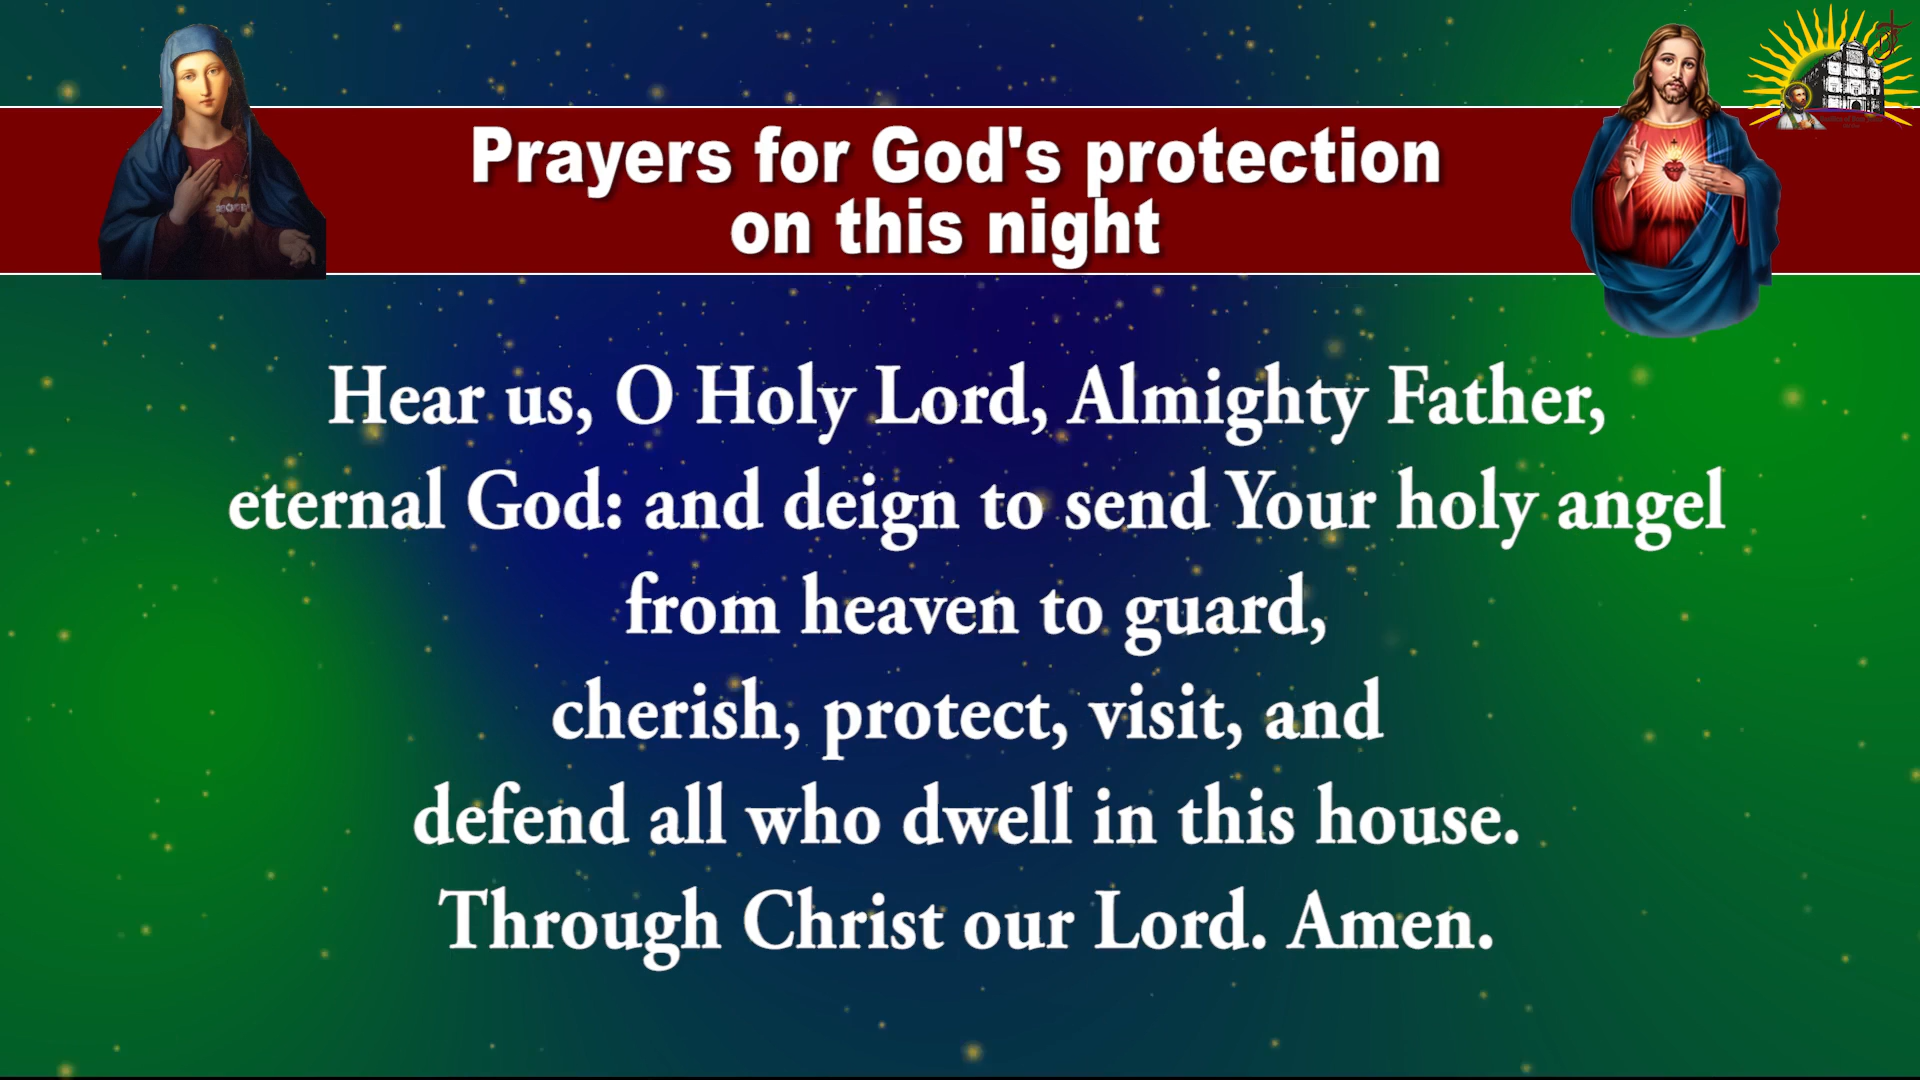 Prayers for God's protection
on this night
Hear us, O Holy Lord, Almighty Father,
eternal God: and deign to send Your holy angel
from heaven to guard,
cherish, protect, visit, and
defend all who dwell in this house.
Through Christ our Lord. Amen.